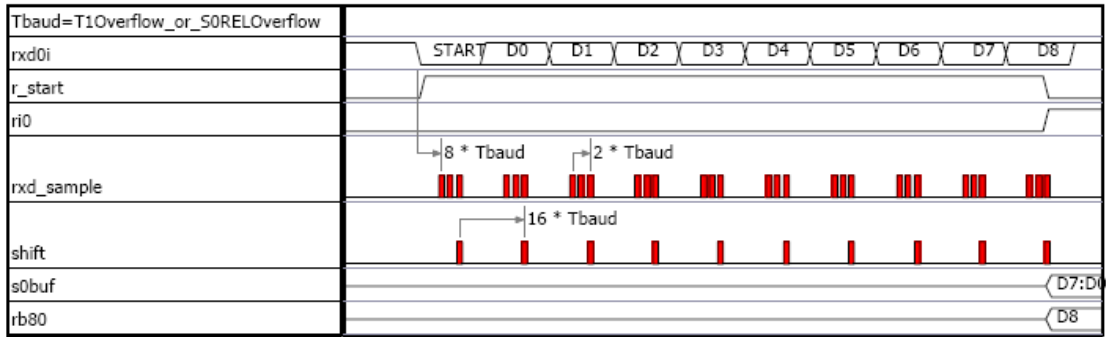 Tbaud=T1Overflow_or_S0RELOverflow
rxd0i START D0 D1 D2 D3 D4 D5 D6 D7 D8
r_start
ri0
8 * Tbaud 2 * Tbaud
rxd_sample
16 * Tbaud
shift
s0buf D7:D0
rb80 D8